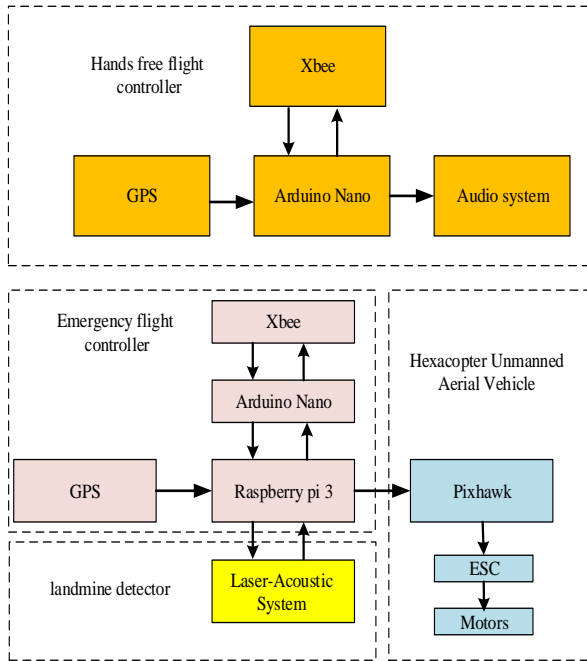 Hands free flight
controller
Xbee
GPS
Arduino Nano
Audio system
Emergency flight
controller
Xbee
Arduino Nano
GPS
Raspberry pi 3
Hexacopter Unmanned
Aerial Vehicle
Pixhawk
ESC
Motors
landmine detector
Laser-Acoustic
System